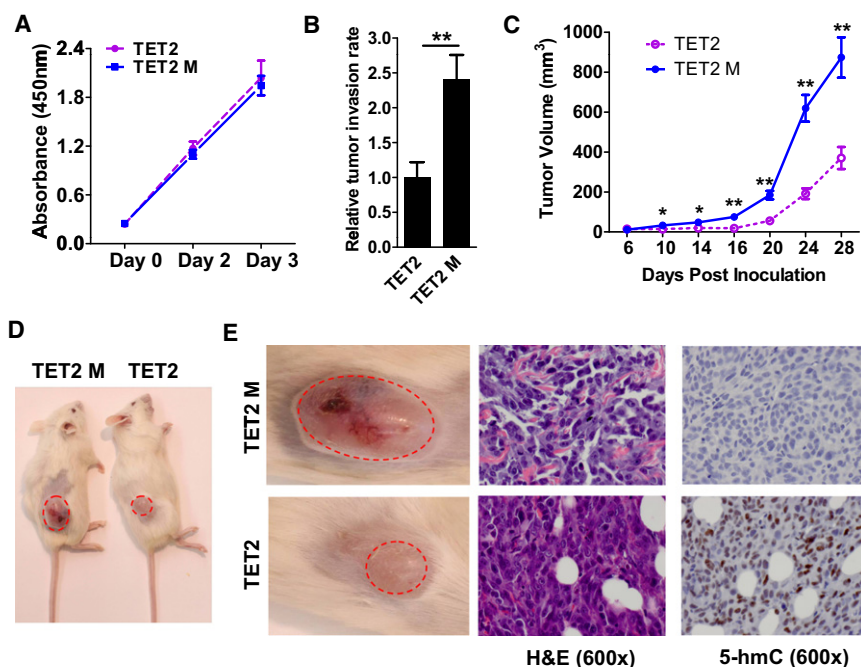 A
TET2
TET2 M
Absorbance (450nm)
2.4
1.8
1.2
0.6
0.0
Day 0 Day 2 Day 3
B
**
Relative tumor invasion rate
3.0
2.5
2.0
1.5
1.0
0.5
0.0
TET2
TET2 M
C
TET2
TET2 M
Tumor Volume (mm3)
1000
800
600
400
200
0
* * ** ** ** **
6 10 14 16 20 24 28
Days Post Inoculation
D
TET2 M TET2
E
TET2 M
TET2
H&E (600x) 5-hmC (600x)